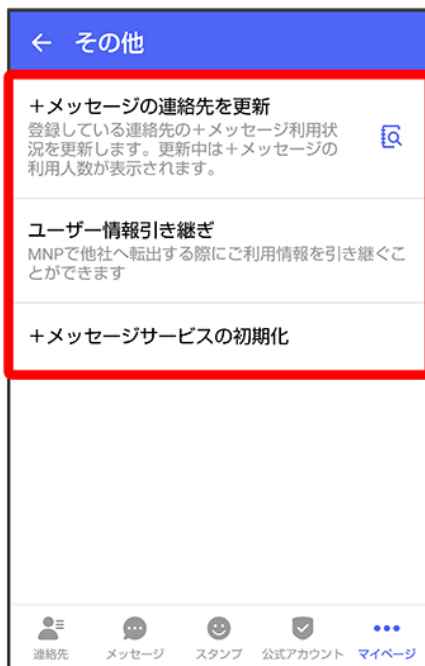 ← その他
+メッセージの連絡先を更新
登録している連絡先の+メッセージ利用状
況を更新します。更新中は+メッセージの
利用人数が表示されます。
ユーザー情報引き継ぎ
MNPで他社へ転出する際にご利用情報を引き継ぐこ
とができます
+メッセージサービスの初期化
連絡先 メッセージ スタンプ 公式アカウント マイページ